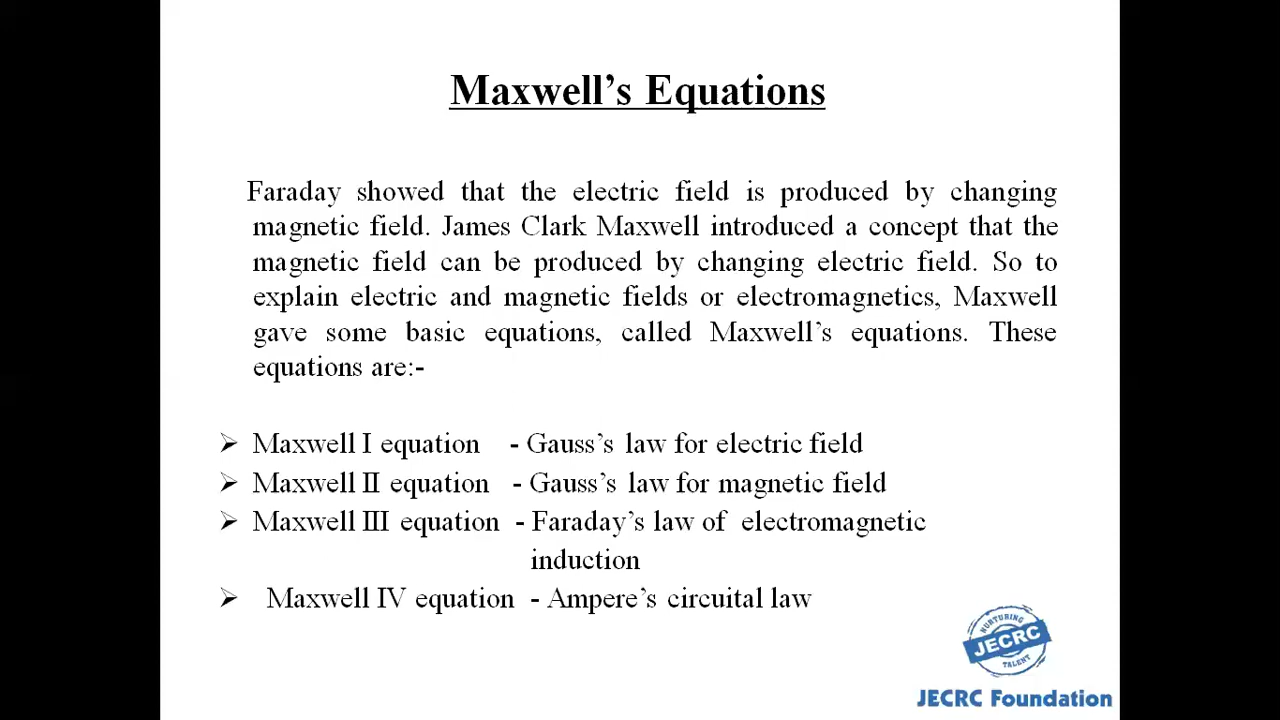 Maxwell's Equations
Faraday showed that the electric field is produced by changing
magnetic field. James Clark Maxwell introduced a concept that the
magnetic field can be produced by changing electric field. So to
explain electric and magnetic fields or electromagnetics, Maxwell
gave some basic equations, called Maxwell's equations. These
equations are:-
➢ Maxwell I equation - Gauss's law for electric field
➢ Maxwell II equation - Gauss's law for magnetic field
➢ Maxwell III equation - Faraday's law of electromagnetic
induction
➢ Maxwell IV equation - Ampere's circuital law
NURTURING
JECRC
TALENT
JECRC Foundation